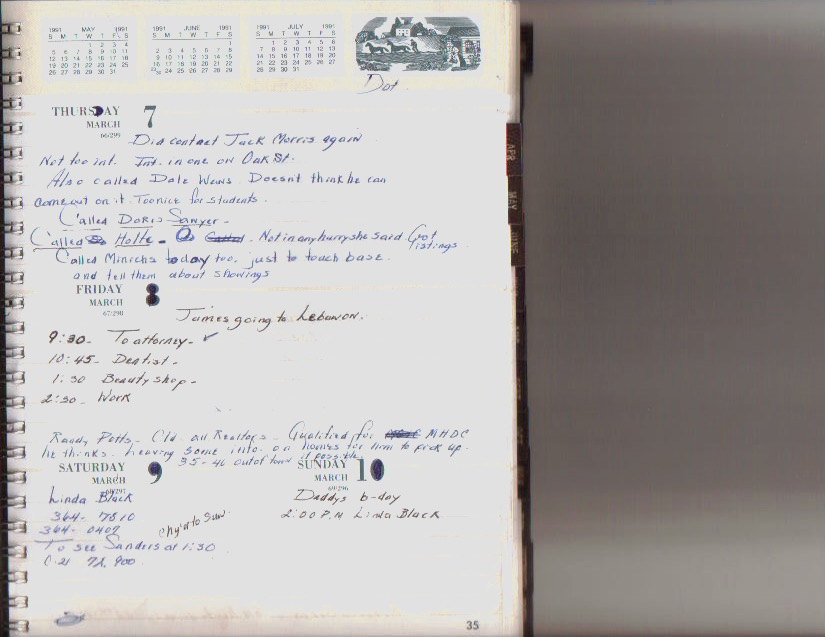 1991 MAY 1991
S M T W T F S
1 2 3 4
5 6 7 8 9 10 11
12 13 14 15 16 17 18
19 20 21 22 23 24 25
26 27 28 29 30 31
1991 JUNE 1991
S M T W T F S
1
2 3 4 5 6 7 8
9 10 11 12 13 14 15
16 17 18 19 20 21 22
23/30 24 25 26 27 28 29
1991 JULY 1991
S M T W T F S
1 2 3 4 5 6
7 8 9 10 11 12 13
14 15 16 17 18 19 20
21 22 23 24 25 26 27
28 29 30 31
Dot
THURSDAY 7
MARCH
66/299
Did contact Jack Morris again
Not too int. Int. in one on Oak St.
Also called Dale Wens. Doesnt think he can
come out on it. Too nice for students.
Called Doris Sawyer -
Called Holte - Not in any hurry she said. Got
listings
Called Minicks today too, just to touch base.
and tell them about showings
FRIDAY 8
MARCH
67/298
James going to Lebanon.
9:30- To attorney- ✓
10:45- Dentist-
1:30 Beauty shop-
2:30- Work
Randy Potts- Cld all Realtors- Qualified for MHDC
he thinks. Leaving some info. on homes for him to pick up.
35-40 out of town if possible.
SATURDAY 9
MARCH
68/297
Linda Black
364- 7810
364- 0402
To see Sanders at 1:30
C-21 72,900
SUNDAY 10
MARCH
69/296
Daddys b-day
2:00 P.M Linda Black
APR
MAY
JUNE
35